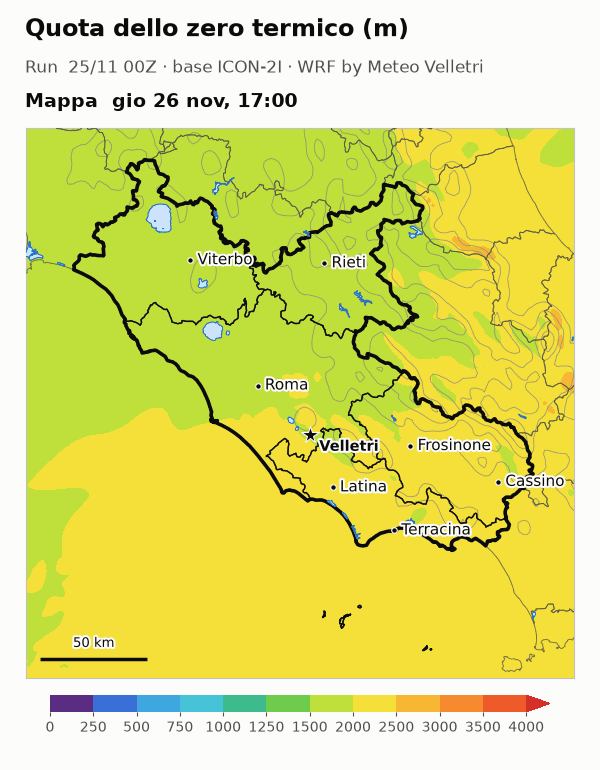 Quota dello zero termico (m)
Run  25/11 00Z · base ICON-2I · WRF by Meteo Velletri
Mappa  gio 26 nov, 17:00
Viterbo
Rieti
Roma
Velletri
Frosinone
Cassino
Latina
Terracina
50 km
0 250 500 750 1000 1250 1500 2000 2500 3000 3500 4000